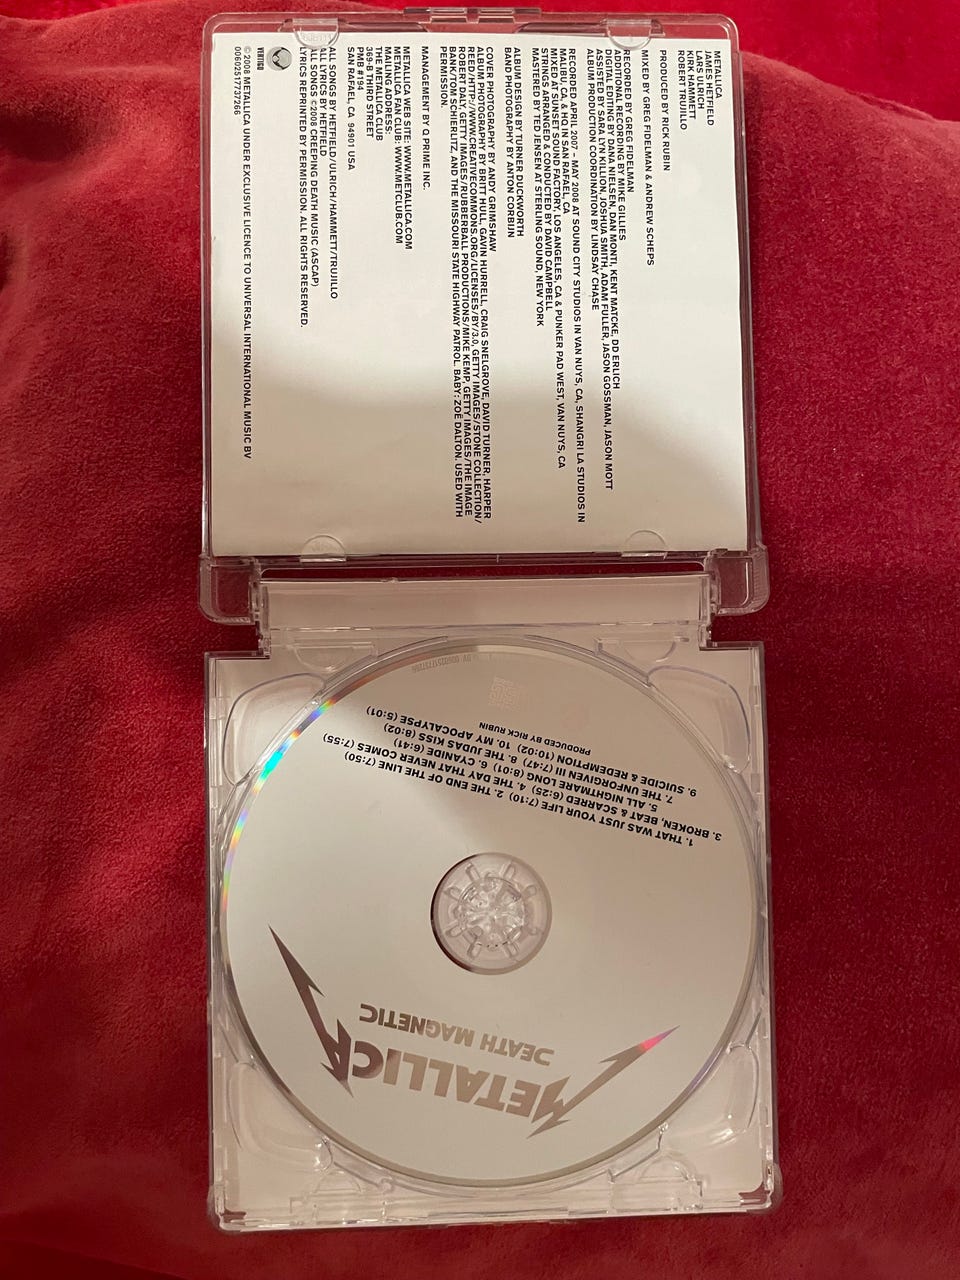 METALLICA
JAMES HETFIELD
LARS ULRICH
KIRK HAMMETT
ROBERT TRUJILLO
PRODUCED BY RICK RUBIN
MIXED BY GREG FIDELMAN & ANDREW SCHEPS
RECORDED BY GREG FIDELMAN
ADDITIONAL RECORDING BY MIKE GILLIES
DIGITAL EDITING BY DANA NIELSEN, DAN MONTI, KENT MATCKE, DD ERLICH
ASSISTED BY SARA LYN KILLION, JOSHUA SMITH, ADAM FULLER, JASON GOSSMAN, JASON MOTT
ALBUM PRODUCTION COORDINATION BY LINDSAY CHASE
RECORDED APRIL 2007 - MAY 2008 AT SOUND CITY STUDIOS IN VAN NUYS, CA, SHANGRI LA STUDIOS IN
MALIBU, CA, & HQ IN SAN RAFAEL, CA
MIXED AT SUNSET SOUND FACTORY, LOS ANGELES, CA & PUNKER PAD WEST, VAN NUYS, CA
STRINGS ARRANGED & CONDUCTED BY DAVID CAMPBELL
MASTERED BY TED JENSEN AT STERLING SOUND, NEW YORK
ALBUM DESIGN BY TURNER DUCKWORTH
BAND PHOTOGRAPHY BY ANTON CORBIJN
COVER PHOTOGRAPHY BY ANDY GRIMSHAW
ALBUM PHOTOGRAPHY BY BRITT HULL, GAVIN HURRELL, CRAIG SNELGROVE, DAVID TURNER, HARPER
REED/HTTP://WWW.CREATIVECOMMONS.ORG/LICENSES/BY/3.0, GETTY IMAGES/STONE COLLECTION/
ROBERT DALY, GETTY IMAGES/RUBBERBALL PRODUCTIONS/MIKE KEMP, GETTY IMAGES/THE IMAGE
BANK/TOM SCHIERLITZ, AND THE MISSOURI STATE HIGHWAY PATROL. BABY: ZOË DALTON. USED WITH
PERMISSION.
MANAGEMENT BY Q PRIME INC.
METALLICA WEB SITE: WWW.METALLICA.COM
METALLICA FAN CLUB: WWW.METCLUB.COM
MAILING ADDRESS:
THE METALLICA CLUB
369-B THIRD STREET
PMB #194
SAN RAFAEL, CA 94901 USA
ALL SONGS BY HETFIELD/ULRICH/HAMMETT/TRUJILLO
ALL LYRICS BY HETFIELD
ALL SONGS ©2008 CREEPING DEATH MUSIC (ASCAP)
LYRICS REPRINTED BY PERMISSION. ALL RIGHTS RESERVED.
VERTIGO
© 2008 METALLICA UNDER EXCLUSIVE LICENCE TO UNIVERSAL INTERNATIONAL MUSIC BV
00602517737266
METALLICA
DEATH MAGNETIC
1. THAT WAS JUST YOUR LIFE (7:10) 2. THE END OF THE LINE (7:50)
3. BROKEN, BEAT & SCARRED (6:25) 4. THE DAY THAT NEVER COMES (7:55)
5. ALL NIGHTMARE LONG (8:01) 6. CYANIDE (6:41)
7. THE UNFORGIVEN III (7:47) 8. THE JUDAS KISS (8:02)
9. SUICIDE & REDEMPTION (10:02) 10. MY APOCALYPSE (5:01)
PRODUCED BY RICK RUBIN